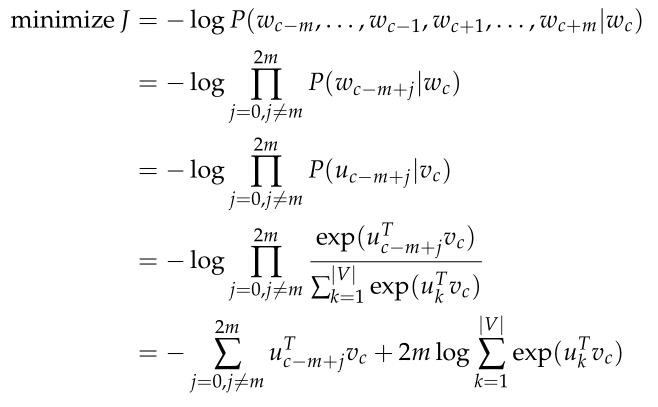 minimize J = − log P(w_{c−m}, . . . , w_{c−1}, w_{c+1}, . . . , w_{c+m}|w_c)
= − log ∏_{j=0,j≠m}^{2m} P(w_{c−m+j}|w_c)
= − log ∏_{j=0,j≠m}^{2m} P(u_{c−m+j}|v_c)
= − log ∏_{j=0,j≠m}^{2m} \frac{exp(u_{c−m+j}^T v_c)}{∑_{k=1}^{|V|} exp(u_k^T v_c)}
= − ∑_{j=0,j≠m}^{2m} u_{c−m+j}^T v_c + 2m log ∑_{k=1}^{|V|} exp(u_k^T v_c)